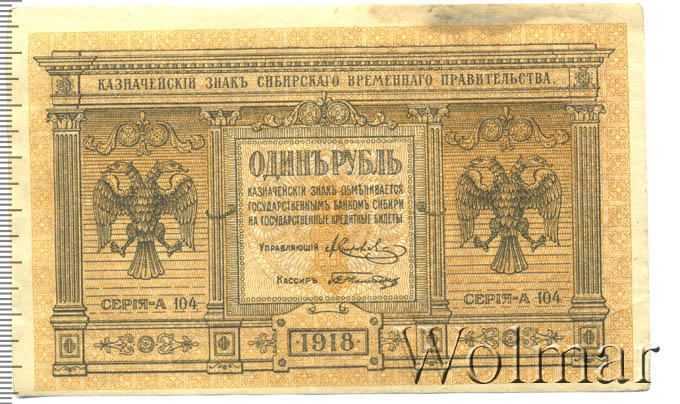 КАЗНАЧЕЙСКІЙ ЗНАКЪ СИБИРСКАГО ВРЕМЕННАГО ПРАВИТЕЛЬСТВА.
ОДИНЪ РУБЛЬ
КАЗНАЧЕЙСКІЙ ЗНАКЪ ОБМѢНИВАЕТСЯ
ГОСУДАРСТВЕННЫМЪ БАНКОМЪ СИБИРИ
НА ГОСУДАРСТВЕННЫЕ КРЕДИТНЫЕ БИЛЕТЫ
УПРАВЛЯЮЩІЙ
КАССИРЪ
СЕРІЯ-А 104
СЕРІЯ-А 104
1918
Wolmar